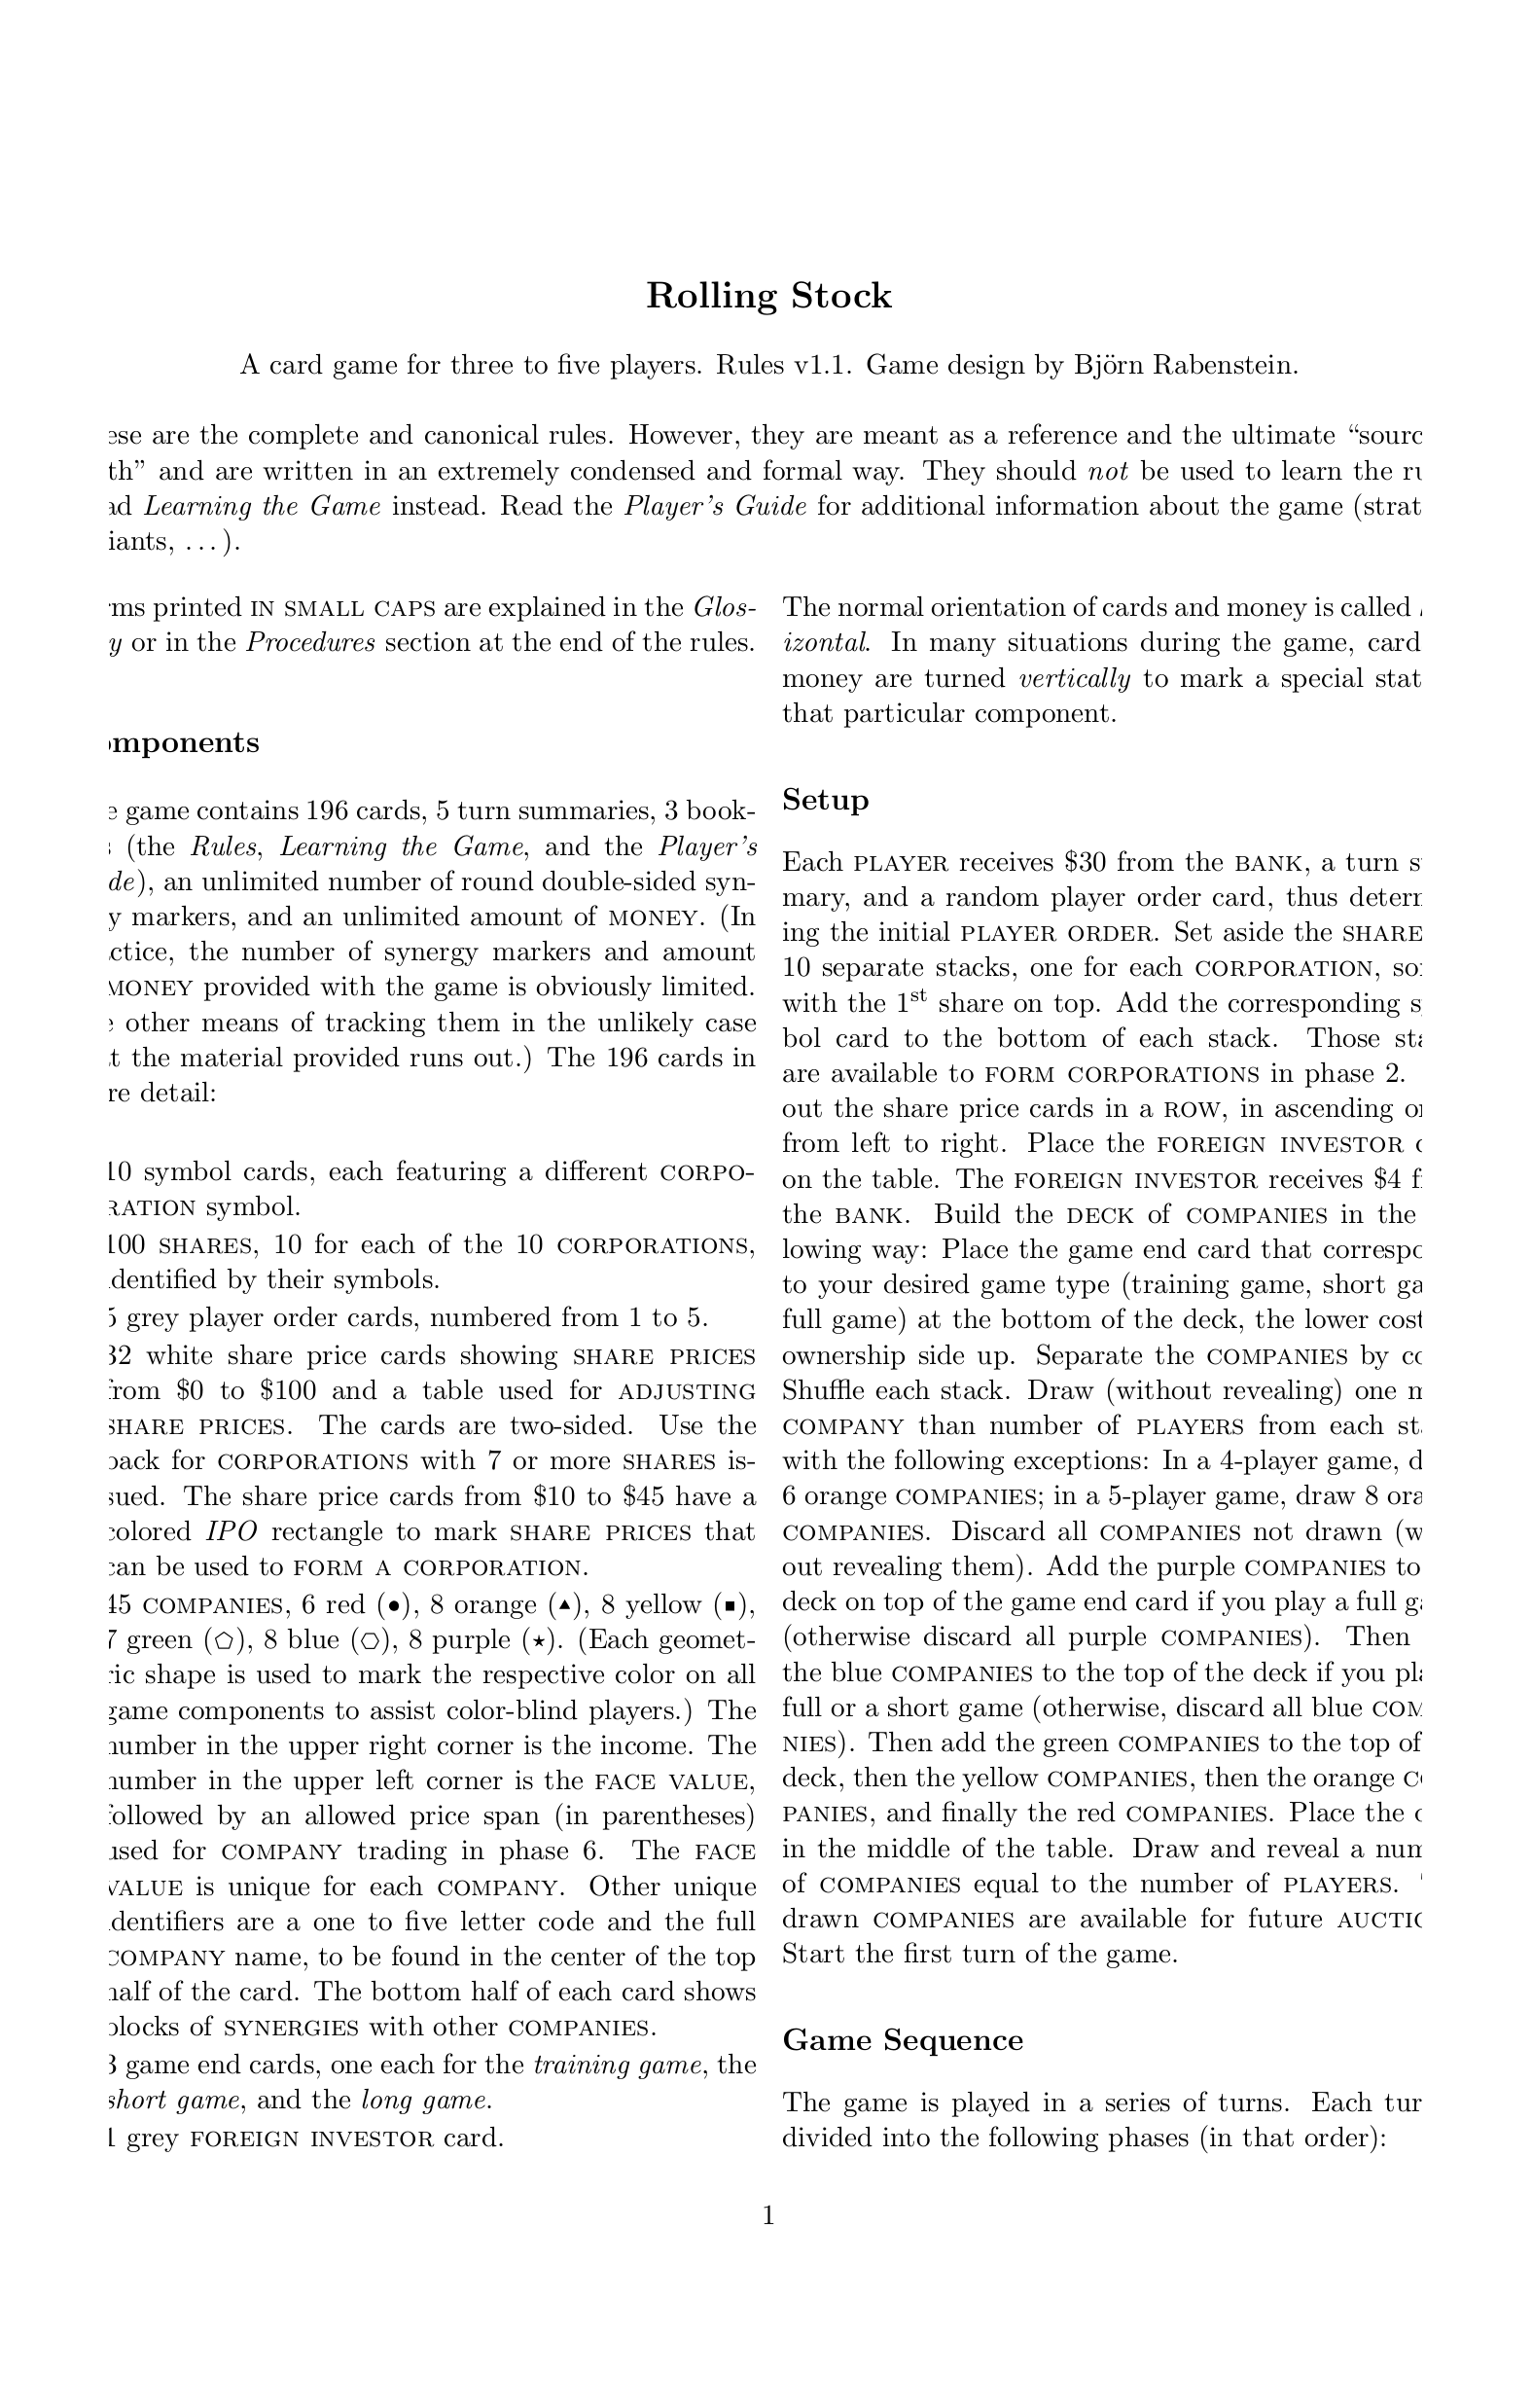 Rolling Stock
A card game for three to five players. Rules v1.1. Game design by Björn Rabenstein.
are the complete and canonical rules. However, they are meant as a reference and the ultimate
and are written in an extremely condensed and formal way. They should not be used to learn the
Learning the Game instead. Read the Player's Guide for additional information about the game
…).
printed IN SMALL CAPS are explained in the Glos-
or in the Procedures section at the end of the rules.
game contains 196 cards, 5 turn summaries, 3 book-
(the Rules, Learning the Game, and the Player's
an unlimited number of round double-sided syn-
markers, and an unlimited amount of MONEY. (In
the number of synergy markers and amount
MONEY provided with the game is obviously limited.
other means of tracking them in the unlikely case
the material provided runs out.) The 196 cards in
detail:
10 symbol cards, each featuring a different CORPO-
RATION symbol.
100 SHARES, 10 for each of the 10 CORPORATIONS,
identified by their symbols.
5 grey player order cards, numbered from 1 to 5.
32 white share price cards showing SHARE PRICES
from $0 to $100 and a table used for ADJUSTING
SHARE PRICES. The cards are two-sided. Use the
back for CORPORATIONS with 7 or more SHARES is-
sued. The share price cards from $10 to $45 have a
colored IPO rectangle to mark SHARE PRICES that
can be used to FORM A CORPORATION.
45 COMPANIES, 6 red (●), 8 orange (▲), 8 yellow (■),
7 green (⬠), 8 blue (⎔), 8 purple (★). (Each geomet-
ric shape is used to mark the respective color on all
game components to assist color-blind players.) The
number in the upper right corner is the income. The
number in the upper left corner is the FACE VALUE,
followed by an allowed price span (in parentheses)
used for COMPANY trading in phase 6. The FACE
VALUE is unique for each COMPANY. Other unique
identifiers are a one to five letter code and the full
COMPANY name, to be found in the center of the top
half of the card. The bottom half of each card shows
blocks of SYNERGIES with other COMPANIES.
3 game end cards, one each for the training game, the
short game, and the long game.
1 grey FOREIGN INVESTOR card.
The normal orientation of cards and money is called
izontal. In many situations during the game, card
money are turned vertically to mark a special
that particular component.
Setup
Each PLAYER receives $30 from the BANK, a turn
mary, and a random player order card, thus
ing the initial PLAYER ORDER. Set aside the SHARE
10 separate stacks, one for each CORPORATION,
with the 1st share on top. Add the corresponding
bol card to the bottom of each stack. Those
are available to FORM CORPORATIONS in phase 2.
out the share price cards in a ROW, in ascending
from left to right. Place the FOREIGN INVESTOR
on the table. The FOREIGN INVESTOR receives $4
the BANK. Build the DECK of COMPANIES in the
lowing way: Place the game end card that
to your desired game type (training game, short
full game) at the bottom of the deck, the lower cost
ownership side up. Separate the COMPANIES by
Shuffle each stack. Draw (without revealing) one
COMPANY than number of PLAYERS from each
with the following exceptions: In a 4-player game,
6 orange COMPANIES; in a 5-player game, draw 8
COMPANIES. Discard all COMPANIES not drawn
out revealing them). Add the purple COMPANIES to
deck on top of the game end card if you play a full
(otherwise discard all purple COMPANIES). Then
the blue COMPANIES to the top of the deck if you
full or a short game (otherwise, discard all blue
NIES). Then add the green COMPANIES to the top of
deck, then the yellow COMPANIES, then the orange
PANIES, and finally the red COMPANIES. Place the
in the middle of the table. Draw and reveal a
of COMPANIES equal to the number of PLAYERS.
drawn COMPANIES are available for future
Start the first turn of the game.
Game Sequence
The game is played in a series of turns. Each
divided into the following phases (in that order):
1